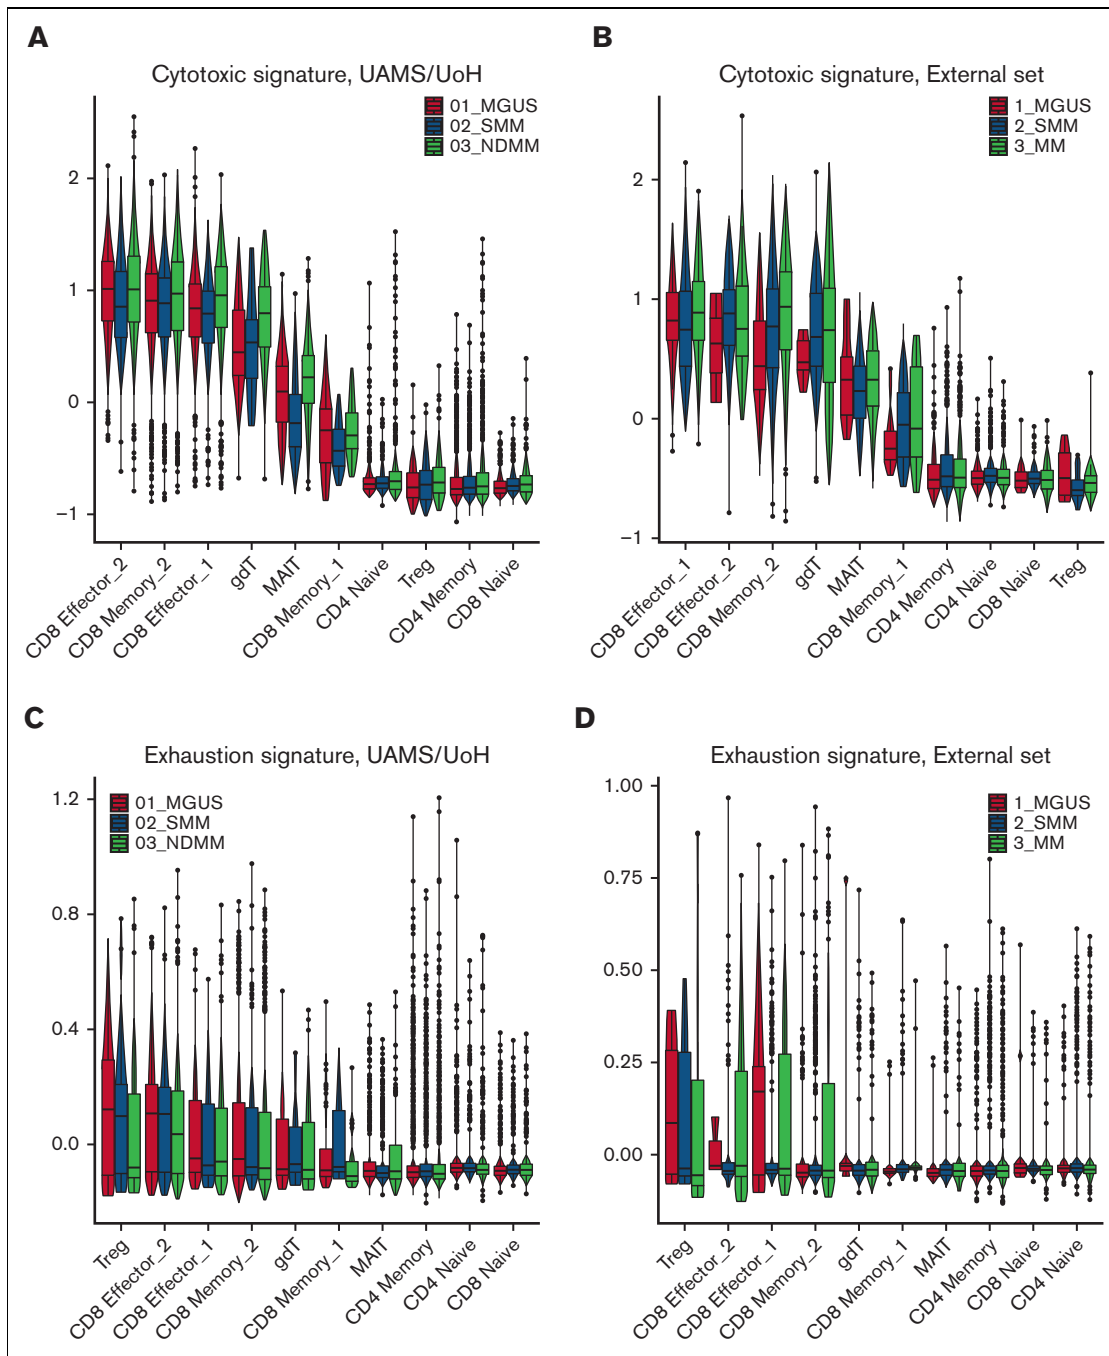 A
Cytotoxic signature, UAMS/UoH
01_MGUS
02_SMM
03_NDMM
2
1
0
−1
CD8 Effector_2
CD8 Memory_2
CD8 Effector_1
gdT
MAIT
CD8 Memory_1
CD4 Naive
Treg
CD4 Memory
CD8 Naive
B
Cytotoxic signature, External set
1_MGUS
2_SMM
3_MM
2
1
0
−1
CD8 Effector_1
CD8 Effector_2
CD8 Memory_2
gdT
MAIT
CD8 Memory_1
CD4 Memory
CD4 Naive
CD8 Naive
Treg
C
Exhaustion signature, UAMS/UoH
01_MGUS
02_SMM
03_NDMM
1.2
0.8
0.4
0.0
Treg
CD8 Effector_2
CD8 Effector_1
CD8 Memory_2
gdT
CD8 Memory_1
MAIT
CD4 Memory
CD4 Naive
CD8 Naive
D
Exhaustion signature, External set
1_MGUS
2_SMM
3_MM
1.00
0.75
0.50
0.25
0.00
Treg
CD8 Effector_2
CD8 Effector_1
CD8 Memory_2
gdT
CD8 Memory_1
MAIT
CD4 Memory
CD8 Naive
CD4 Naive